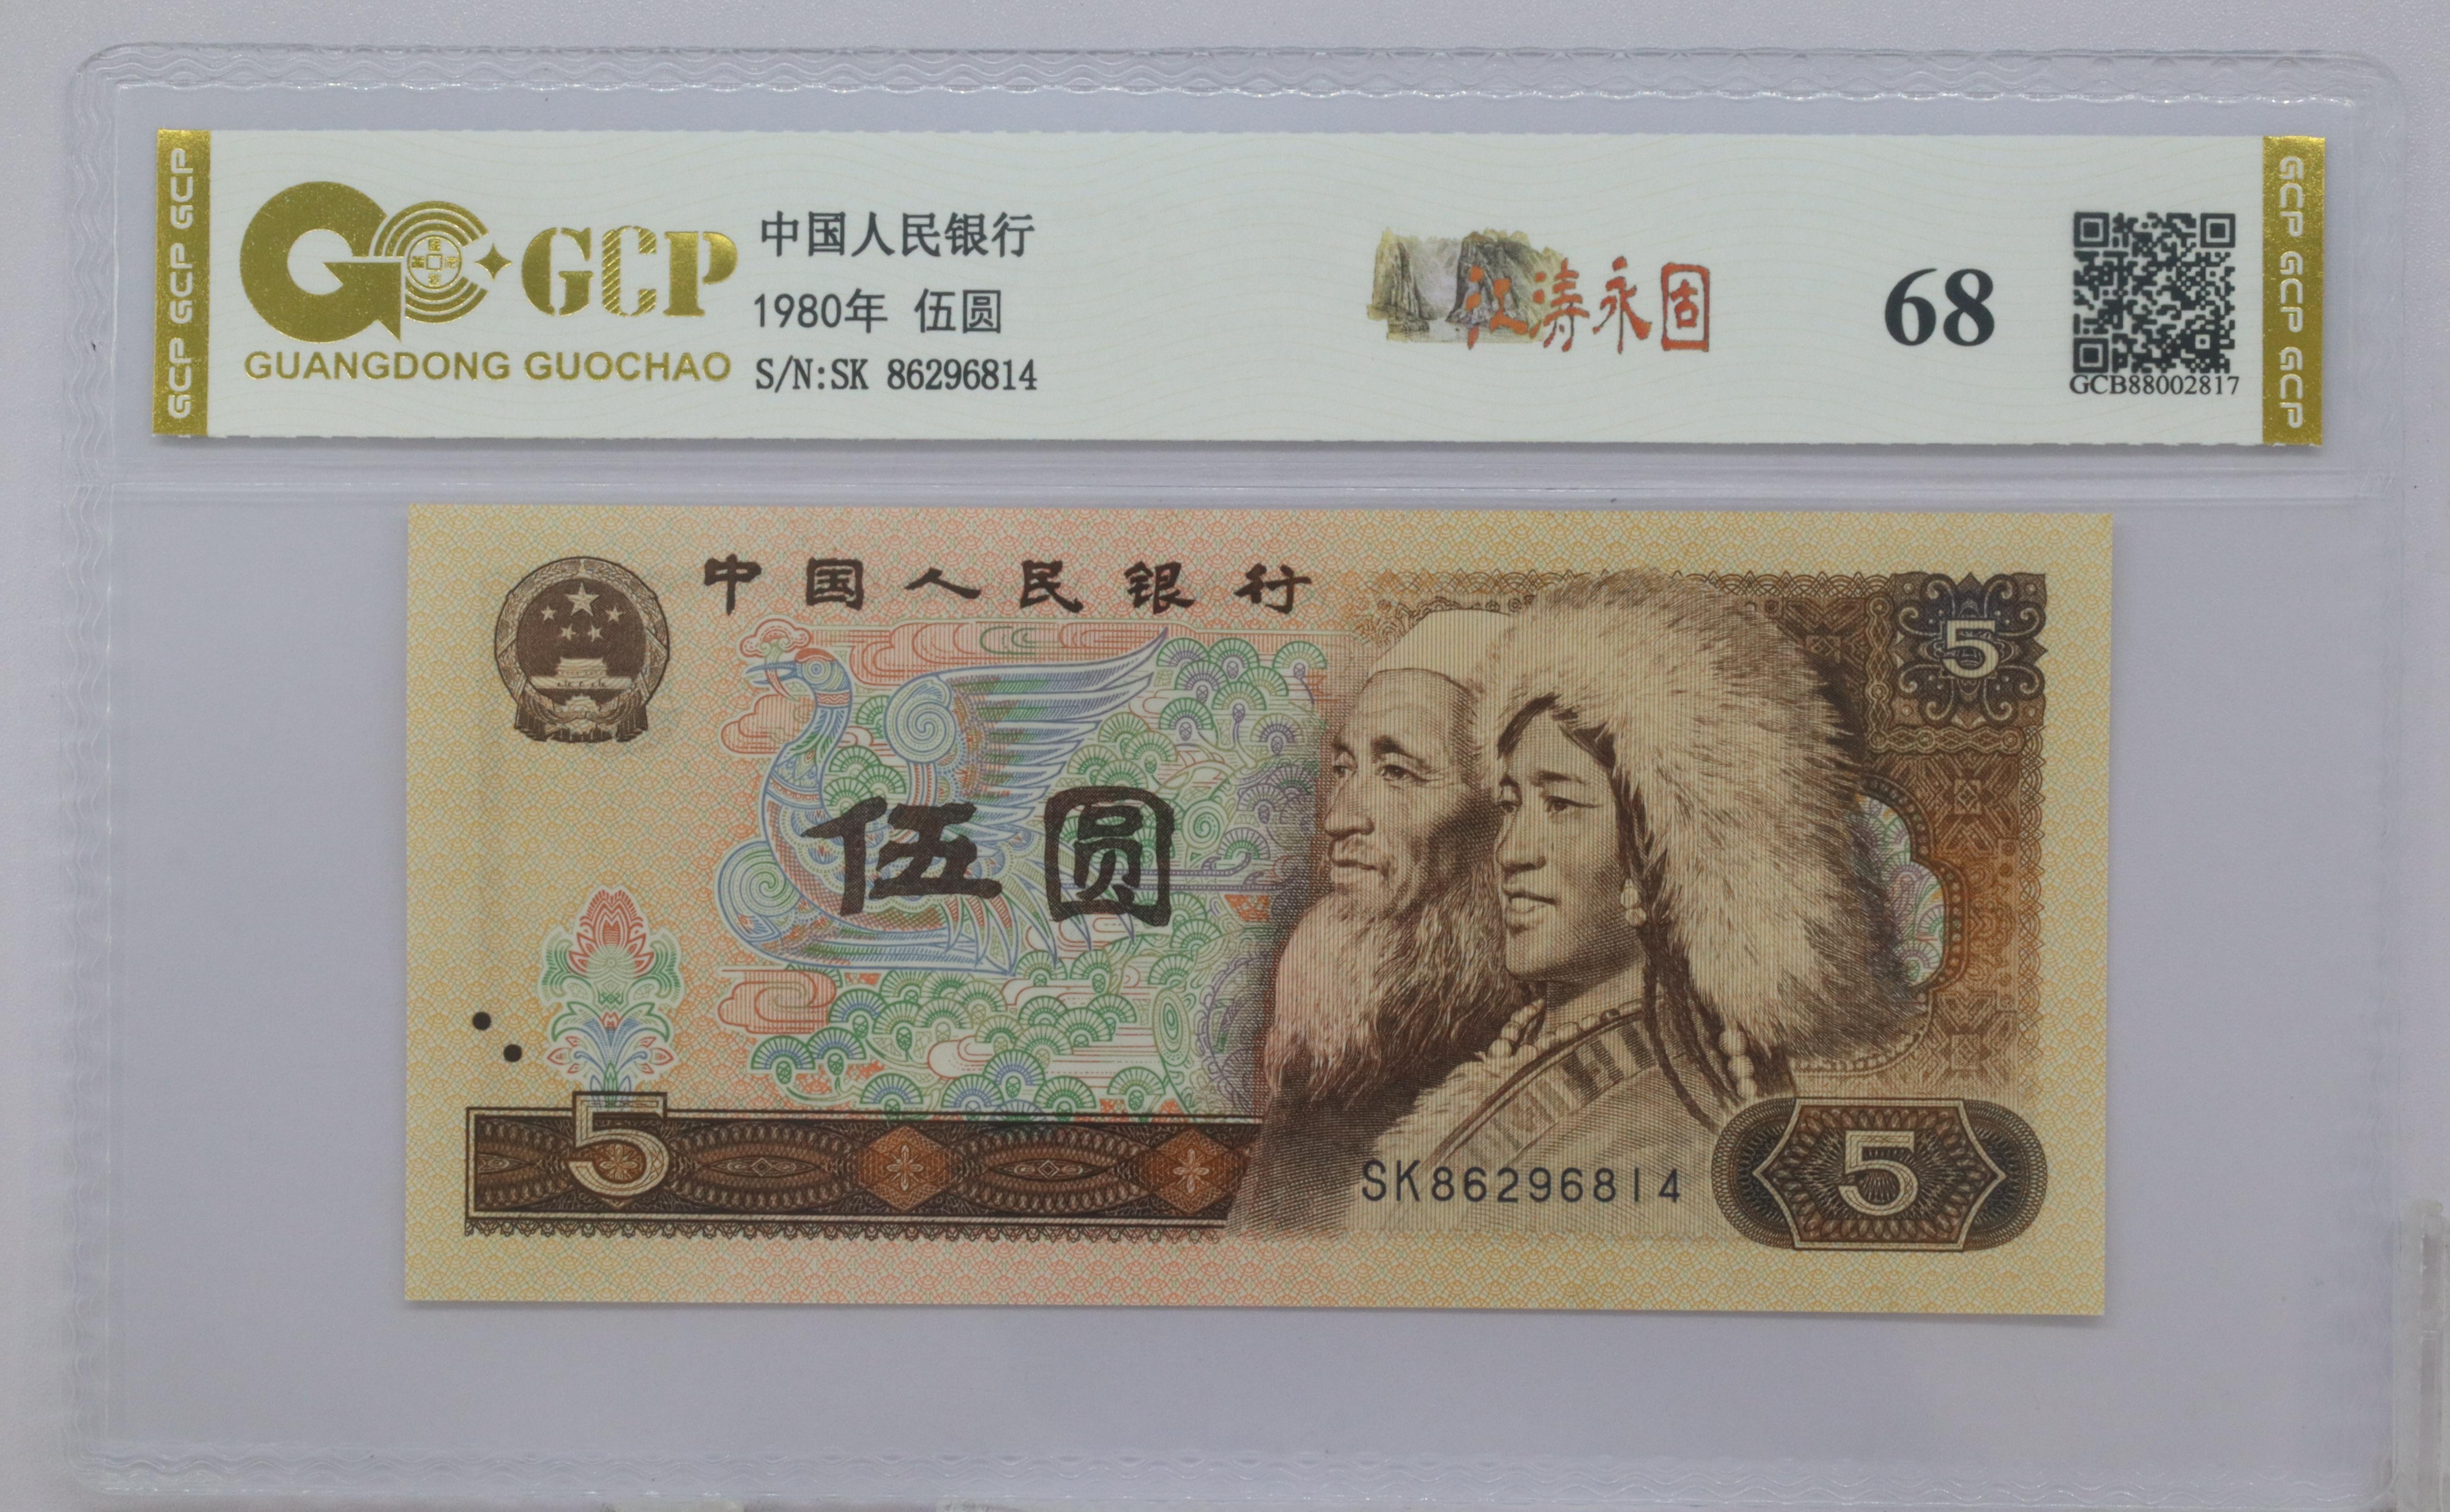 GCP GCP GCP
GCP
GUANGDONG GUOCHAO
中国人民银行
1980年 伍圆
S/N:SK 86296814
江涛永固
68
GCB88002817
GCP GCP GCP
中国人民银行
5
伍圆
5
SK86296814
5